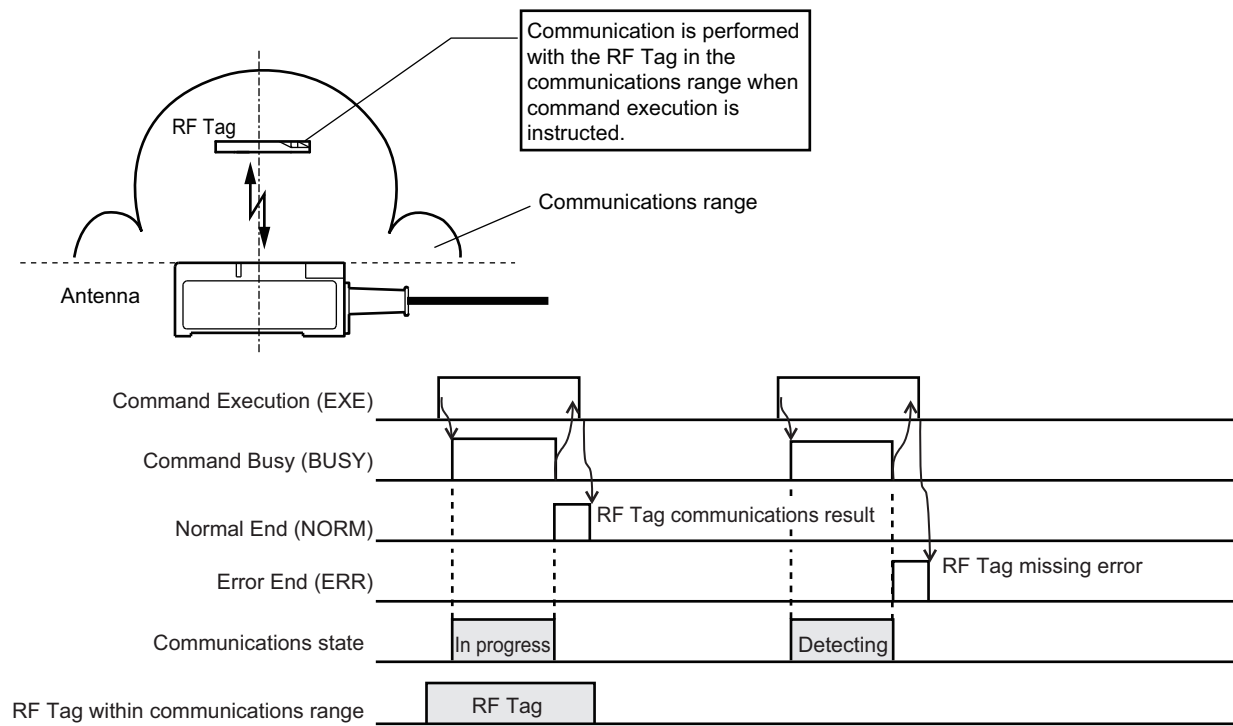 Communication is performed
with the RF Tag in the
communications range when
command execution is
instructed.
RF Tag
Communications range
Antenna
Command Execution (EXE)
Command Busy (BUSY)
Normal End (NORM)
RF Tag communications result
Error End (ERR)
RF Tag missing error
Communications state
In progress
Detecting
RF Tag within communications range
RF Tag